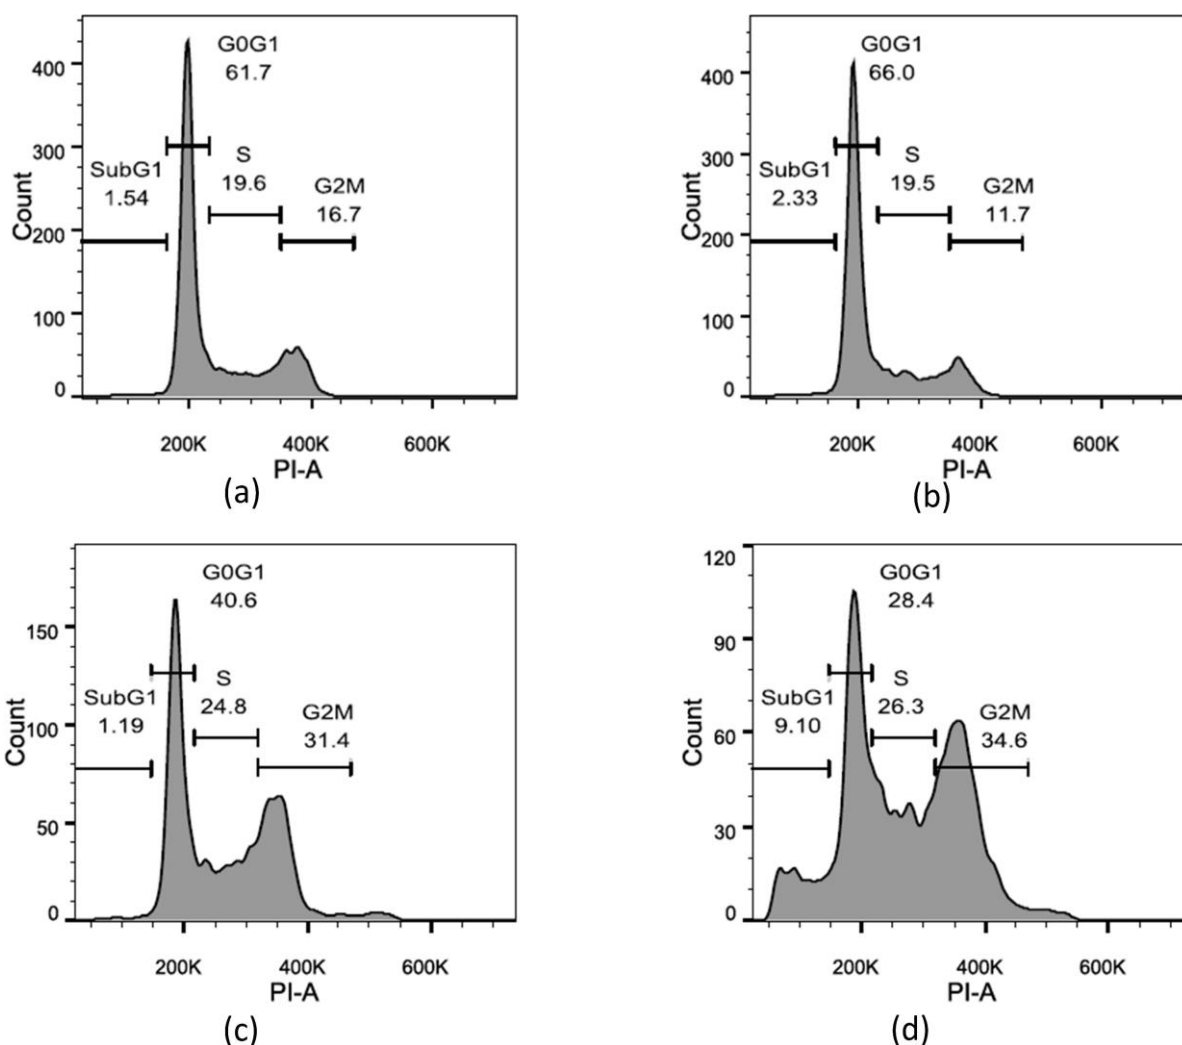 G0G1
61.7
SubG1
1.54
S
19.6
G2M
16.7
Count
400
300
200
100
0
200K
400K
600K
PI-A
(a)
G0G1
66.0
SubG1
2.33
S
19.5
G2M
11.7
Count
400
300
200
100
0
200K
400K
600K
PI-A
(b)
G0G1
40.6
SubG1
1.19
S
24.8
G2M
31.4
Count
150
100
50
0
200K
400K
600K
PI-A
(c)
G0G1
28.4
SubG1
9.10
S
26.3
G2M
34.6
Count
120
90
60
30
0
200K
400K
600K
PI-A
(d)